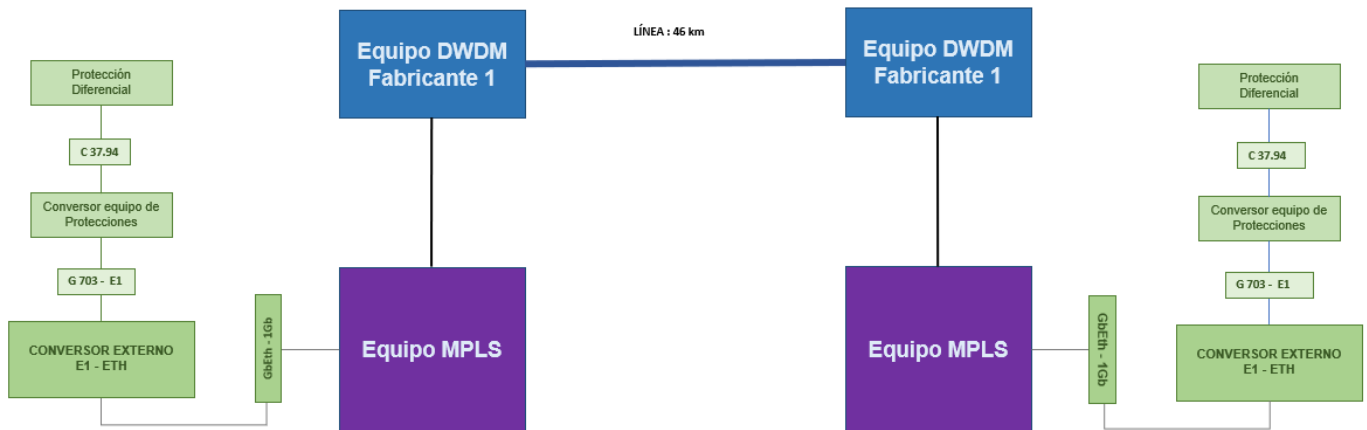 LÍNEA : 46 km
Equipo DWDM
Fabricante 1
Equipo DWDM
Fabricante 1
Protección
Diferencial
C 37.94
Conversor equipo de
Protecciones
G 703 - E1
CONVERSOR EXTERNO
E1 - ETH
GbEth - 1Gb
Equipo MPLS
Equipo MPLS
GbEth - 1Gb
Protección
Diferencial
C 37.94
Conversor equipo de
Protecciones
G 703 - E1
CONVERSOR EXTERNO
E1 - ETH